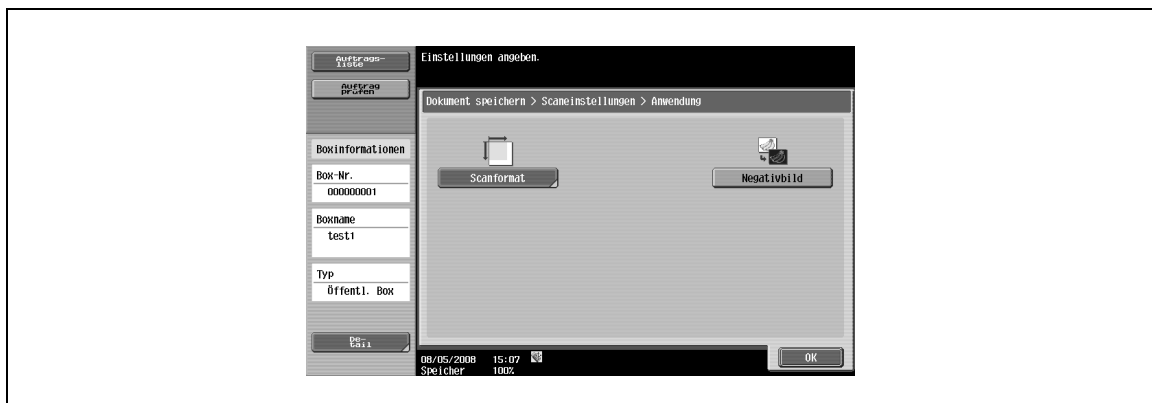 Auftrags-
liste
Einstellungen angeben.
Auftrag
prüfen
Dokument speichern > Scaneinstellungen > Anwendung
Boxinformationen
Scanformat
Negativbild
Box-Nr.
000000001
Boxname
test1
Typ
Öffentl. Box
De-
tail
08/05/2008 15:07
Speicher 100%
OK